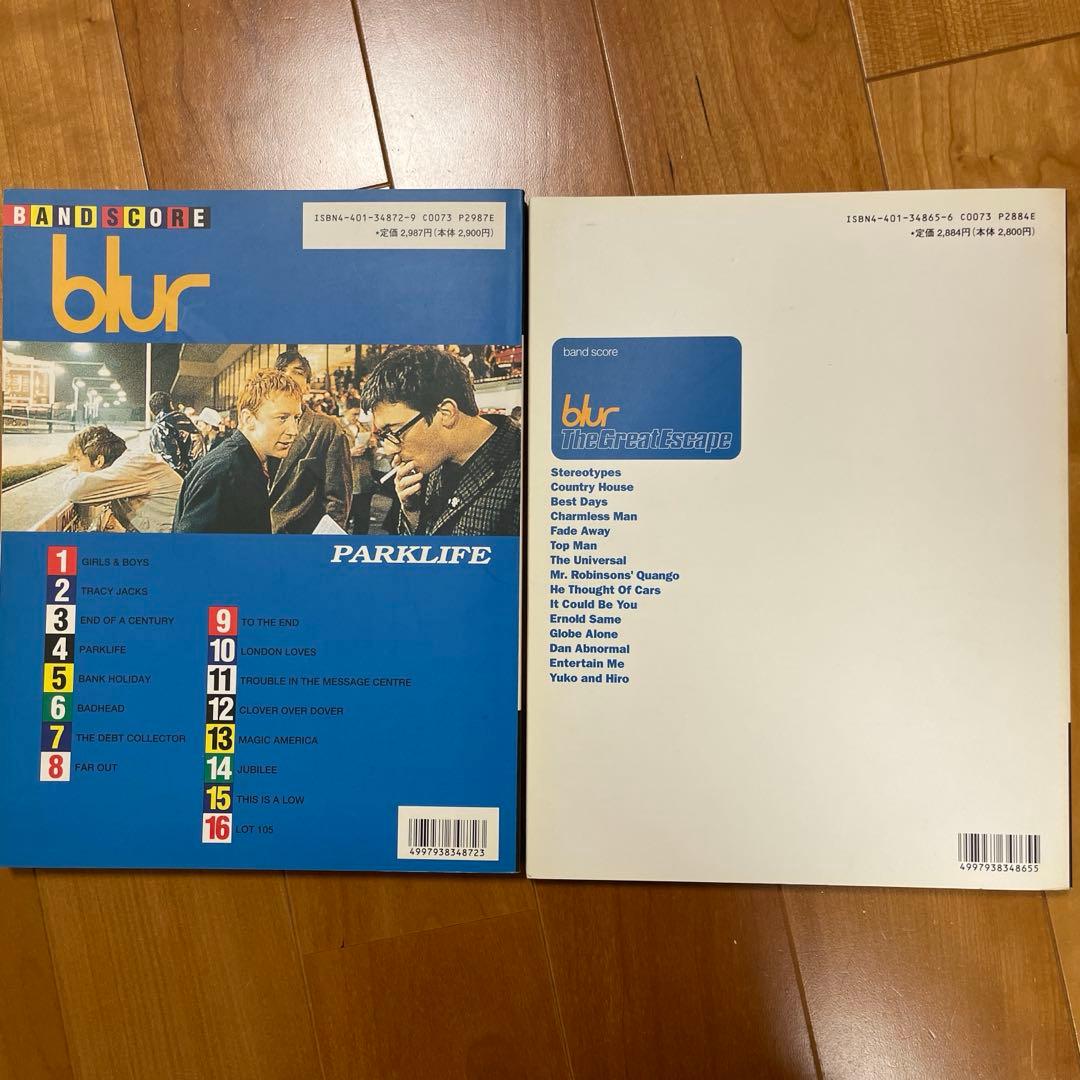 BAND SCORE
blur
ISBN4-401-34872-9 C0073 P2987E
*定価 2,987円(本体 2,900円)
PARKLIFE
1 GIRLS & BOYS
2 TRACY JACKS
3 END OF A CENTURY
4 PARKLIFE
5 BANK HOLIDAY
6 BADHEAD
7 THE DEBT COLLECTOR
8 FAR OUT
9 TO THE END
10 LONDON LOVES
11 TROUBLE IN THE MESSAGE CENTRE
12 CLOVER OVER DOVER
13 MAGIC AMERICA
14 JUBILEE
15 THIS IS A LOW
16 LOT 105
4997938348723
ISBN4-401-34865-6 C0073 P2884E
*定価 2,884円(本体 2,800円)
band score
blur
The Great Escape
Stereotypes
Country House
Best Days
Charmless Man
Fade Away
Top Man
The Universal
Mr. Robinsons' Quango
He Thought Of Cars
It Could Be You
Ernold Same
Globe Alone
Dan Abnormal
Entertain Me
Yuko and Hiro
4997938348655